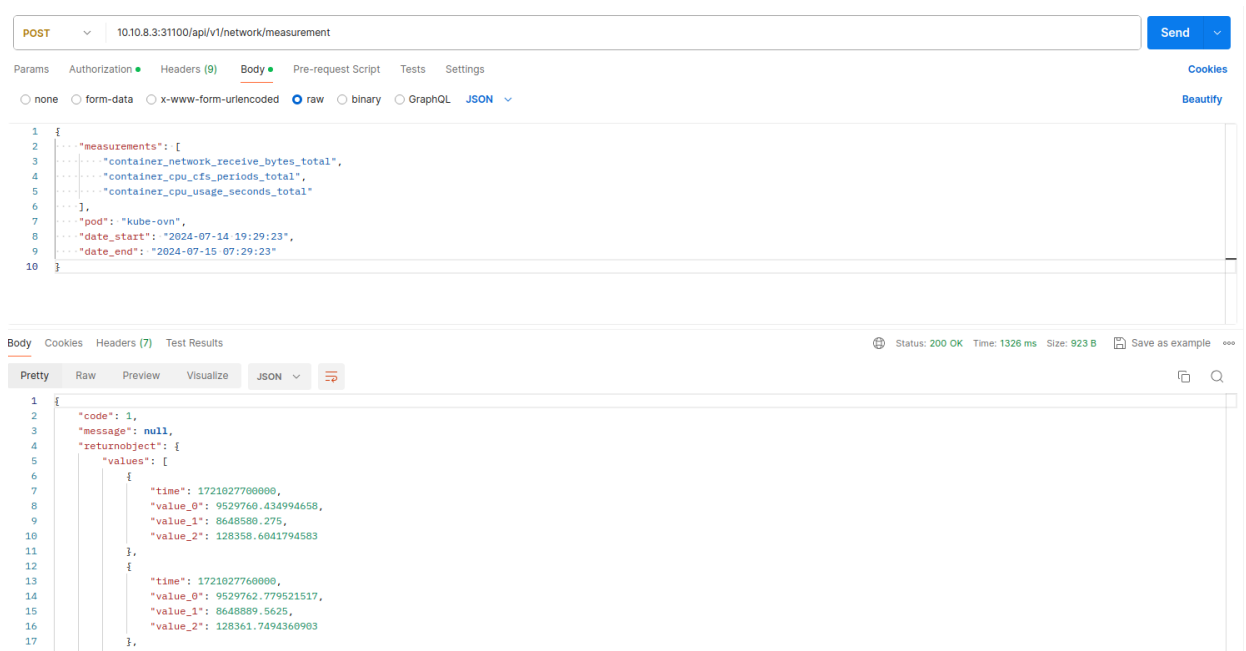 POST 10.10.8.3:31100/api/v1/network/measurement Send
Params Authorization Headers (9) Body Pre-request Script Tests Settings Cookies
none form-data x-www-form-urlencoded raw binary GraphQL JSON Beautify
1 {
2 "measurements": [
3 "container_network_receive_bytes_total",
4 "container_cpu_cfs_periods_total",
5 "container_cpu_usage_seconds_total"
6 ],
7 "pod": "kube-ovn",
8 "date_start": "2024-07-14 19:29:23",
9 "date_end": "2024-07-15 07:29:23"
10 }
Body Cookies Headers (7) Test Results Status: 200 OK Time: 1326 ms Size: 923 B Save as example
Pretty Raw Preview Visualize JSON
1 {
2 "code": 1,
3 "message": null,
4 "returnobject": {
5 "values": [
6 {
7 "time": 1721027700000,
8 "value_0": 9529760.434994658,
9 "value_1": 8648580.275,
10 "value_2": 128358.6041794583
11 },
12 {
13 "time": 1721027760000,
14 "value_0": 9529762.779521517,
15 "value_1": 8648889.5625,
16 "value_2": 128361.7494360903
17 },